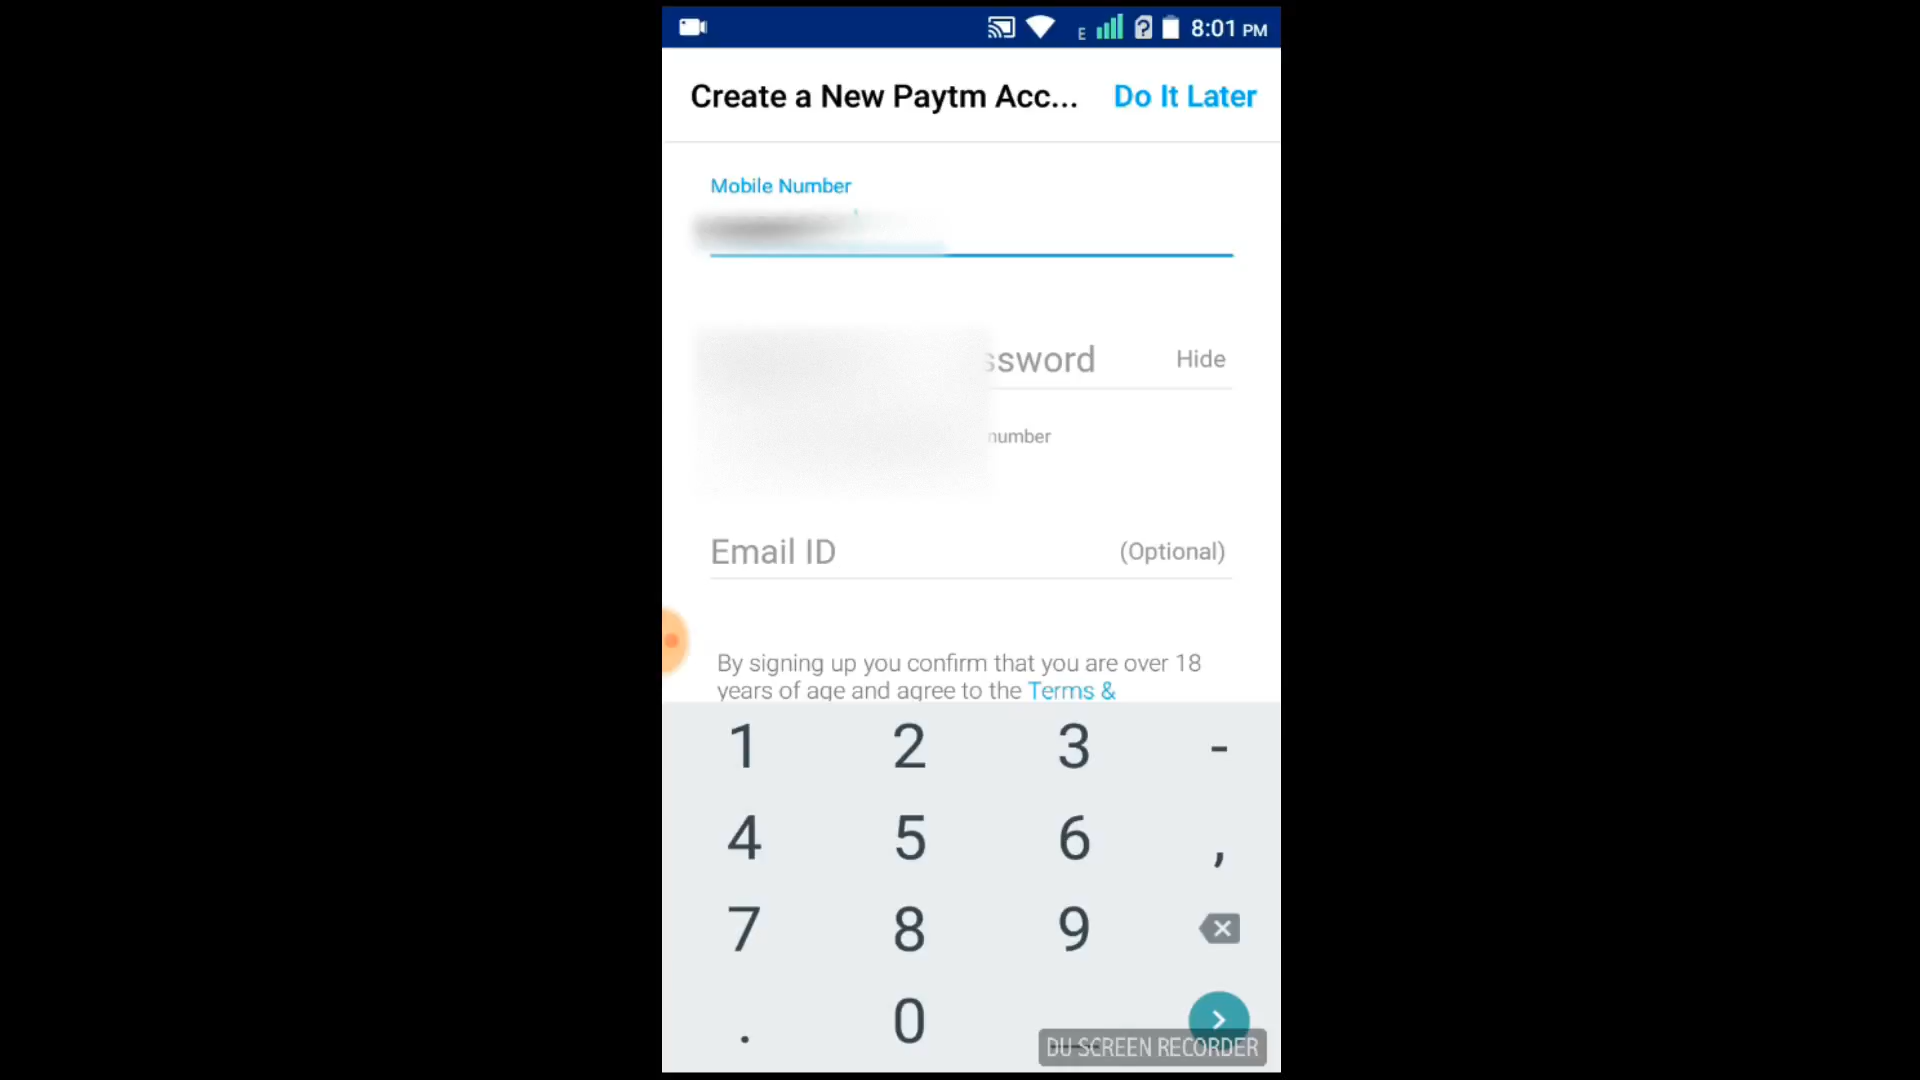 E 8:01 PM
Create a New Paytm Acc... Do It Later
Mobile Number
Hide
number
Email ID (Optional)
By signing up you confirm that you are over 18
years of age and agree to the Terms &
1 2 3 -
4 5 6 ,
7 8 9
. 0
DU SCREEN RECORDER